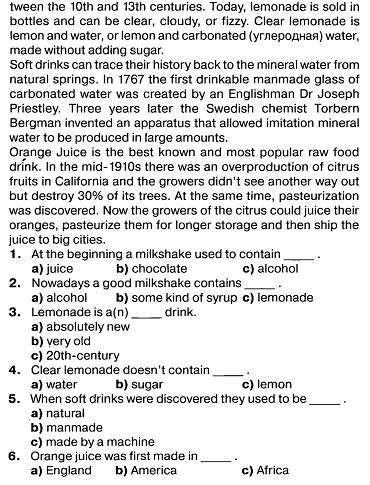 tween the 10th and 13th centuries. Today, lemonade is sold in
bottles and can be clear, cloudy, or fizzy. Clear lemonade is
lemon and water, or lemon and carbonated (углеродная) water,
made without adding sugar.
Soft drinks can trace their history back to the mineral water from
natural springs. In 1767 the first drinkable manmade glass of
carbonated water was created by an Englishman Dr Joseph
Priestley. Three years later the Swedish chemist Torbern
Bergman invented an apparatus that allowed imitation mineral
water to be produced in large amounts.
Orange Juice is the best known and most popular raw food
drink. In the mid-1910s there was an overproduction of citrus
fruits in California and the growers didn't see another way out
but destroy 30% of its trees. At the same time, pasteurization
was discovered. Now the growers of the citrus could juice their
oranges, pasteurize them for longer storage and then ship the
juice to big cities.
1. At the beginning a milkshake used to contain ____ .
a) juice b) chocolate c) alcohol
2. Nowadays a good milkshake contains ____ .
a) alcohol b) some kind of syrup c) lemonade
3. Lemonade is a(n) ____ drink.
a) absolutely new
b) very old
c) 20th-century
4. Clear lemonade doesn't contain ____ .
a) water b) sugar c) lemon
5. When soft drinks were discovered they used to be ____ .
a) natural
b) manmade
c) made by a machine
6. Orange juice was first made in ____ .
a) England b) America c) Africa